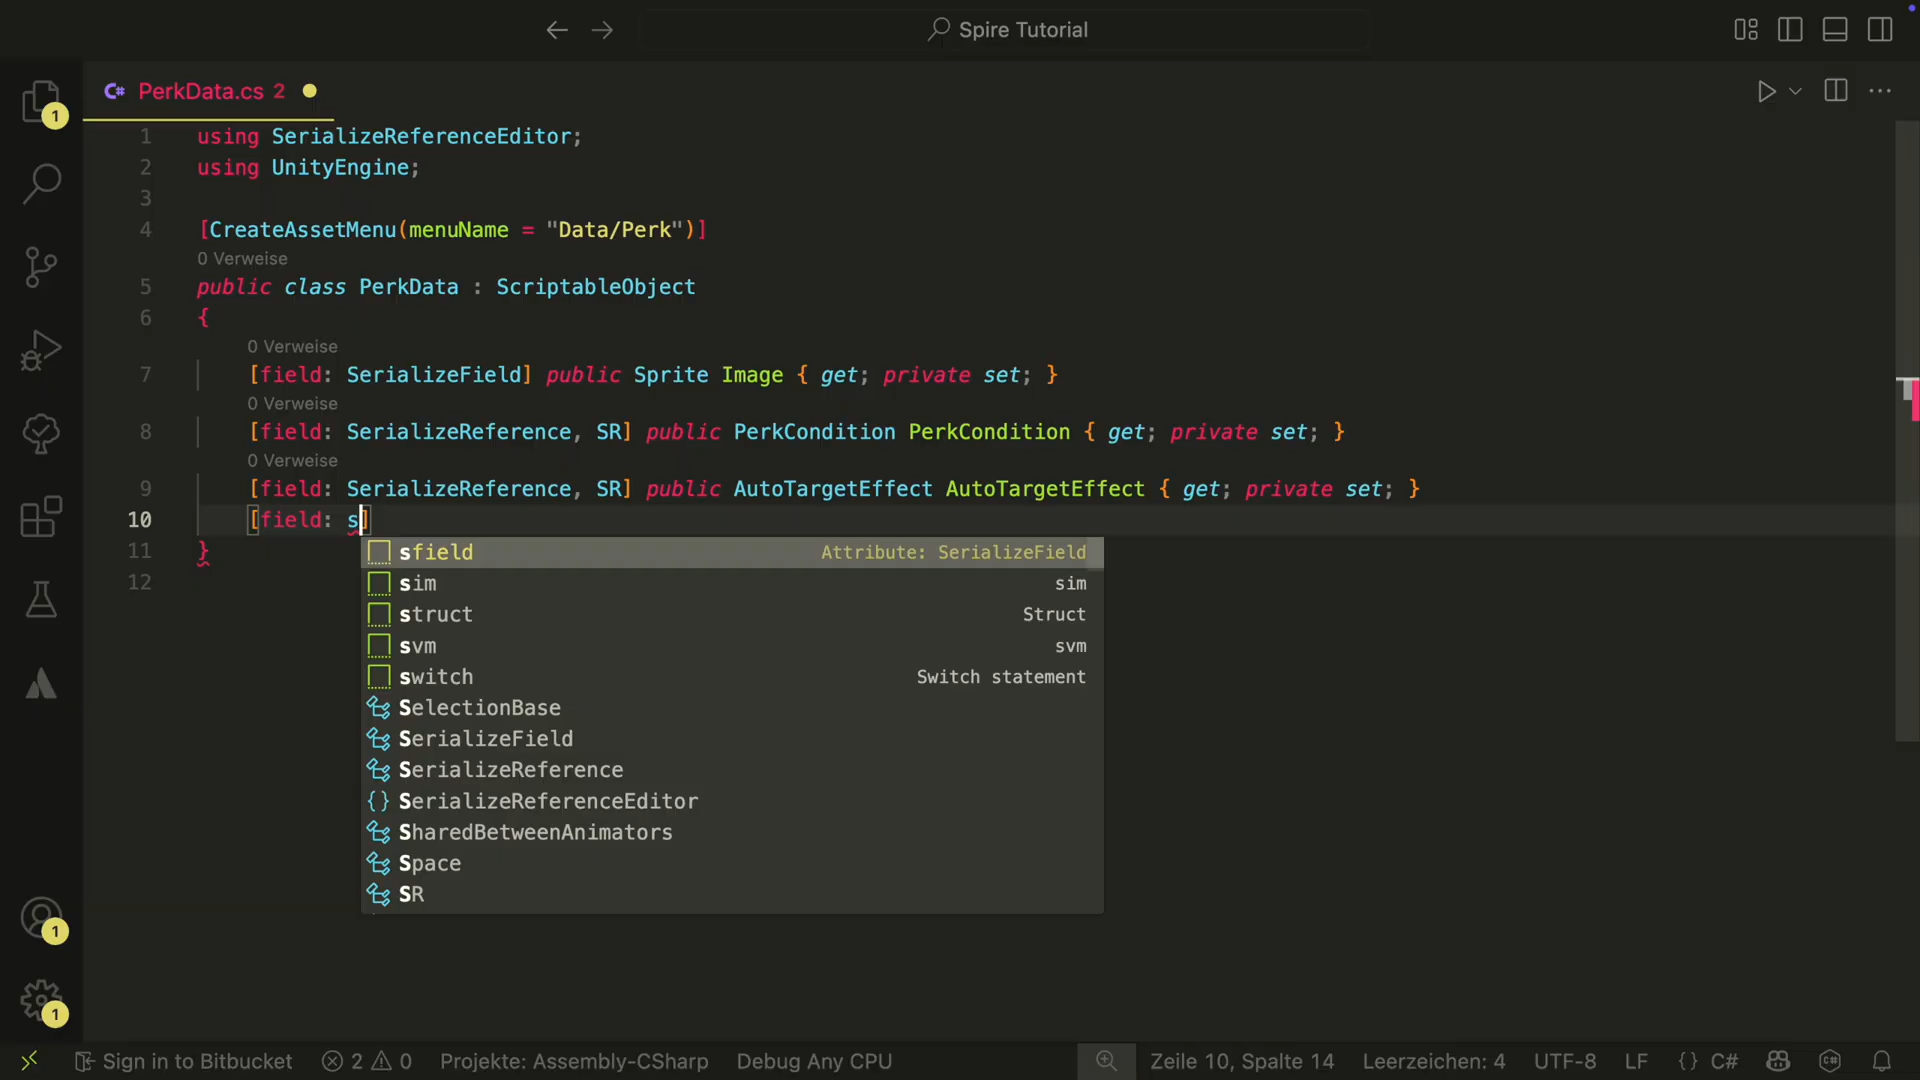 Spire Tutorial
PerkData.cs 2
1 using SerializeReferenceEditor;
2 using UnityEngine;
3
4 [CreateAssetMenu(menuName = "Data/Perk")]
0 Verweise
5 public class PerkData : ScriptableObject
6 {
0 Verweise
7 [field: SerializeField] public Sprite Image { get; private set; }
0 Verweise
8 [field: SerializeReference, SR] public PerkCondition PerkCondition { get; private set; }
0 Verweise
9 [field: SerializeReference, SR] public AutoTargetEffect AutoTargetEffect { get; private set; }
10 [field: s]
11 }
12
sfield Attribute: SerializeField
sim sim
struct Struct
svm svm
switch Switch statement
SelectionBase
SerializeField
SerializeReference
{} SerializeReferenceEditor
SharedBetweenAnimators
Space
SR
1
1
1
Sign in to Bitbucket 2 0 Projekte: Assembly-CSharp Debug Any CPU Zeile 10, Spalte 14 Leerzeichen: 4 UTF-8 LF {} C#